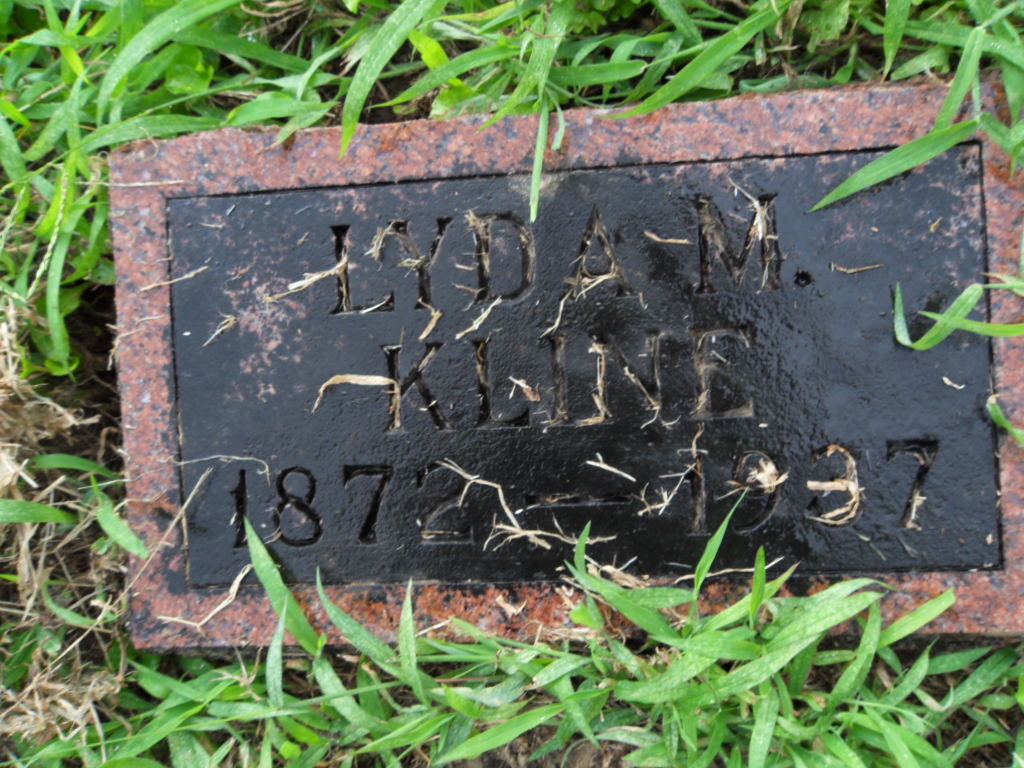 LYDA M.
KLINE
1872 — 1937